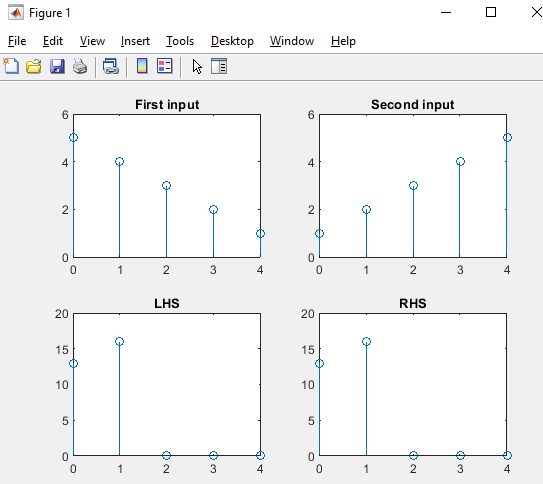 Figure 1
File Edit View Insert Tools Desktop Window Help
First input
6
4
2
0
0 1 2 3 4
Second input
6
4
2
0
0 1 2 3 4
LHS
20
15
10
5
0
0 1 2 3 4
RHS
20
15
10
5
0
0 1 2 3 4